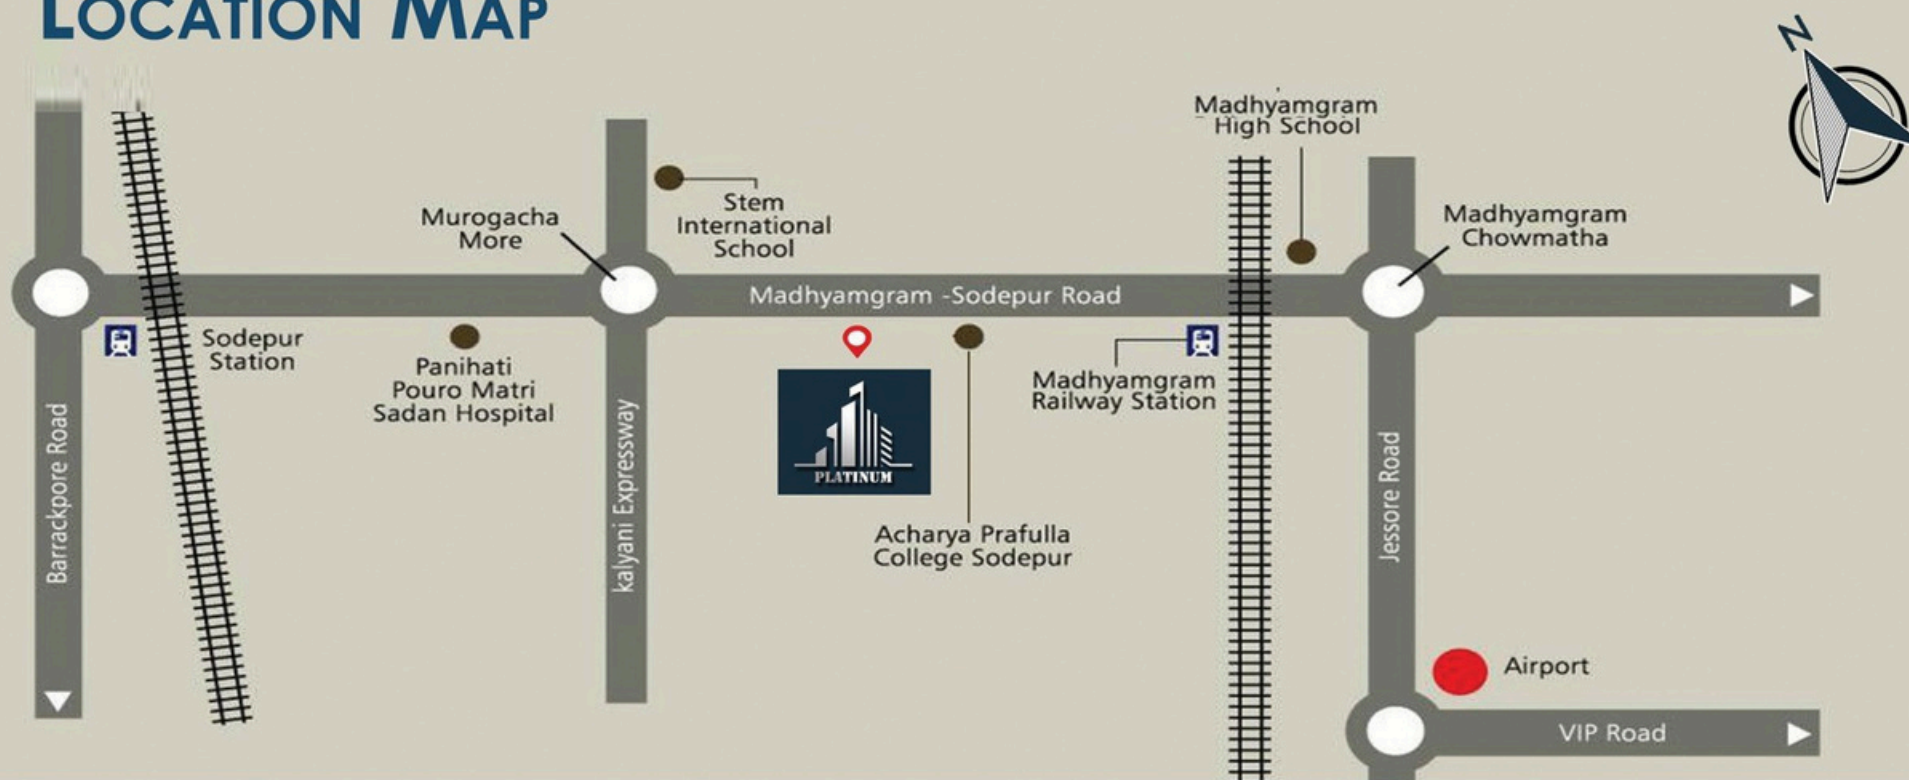 LOCATION MAP
N
Madhyamgram
High School
Stem
International
School
Murogacha
More
Madhyamgram
Chowmatha
Madhyamgram -Sodepur Road
Sodepur
Station
Panihati
Pouro Matri
Sadan Hospital
Madhyamgram
Railway Station
PLATINUM
Acharya Prafulla
College Sodepur
Barrackpore Road
kalyani Expressway
Jessore Road
Airport
VIP Road